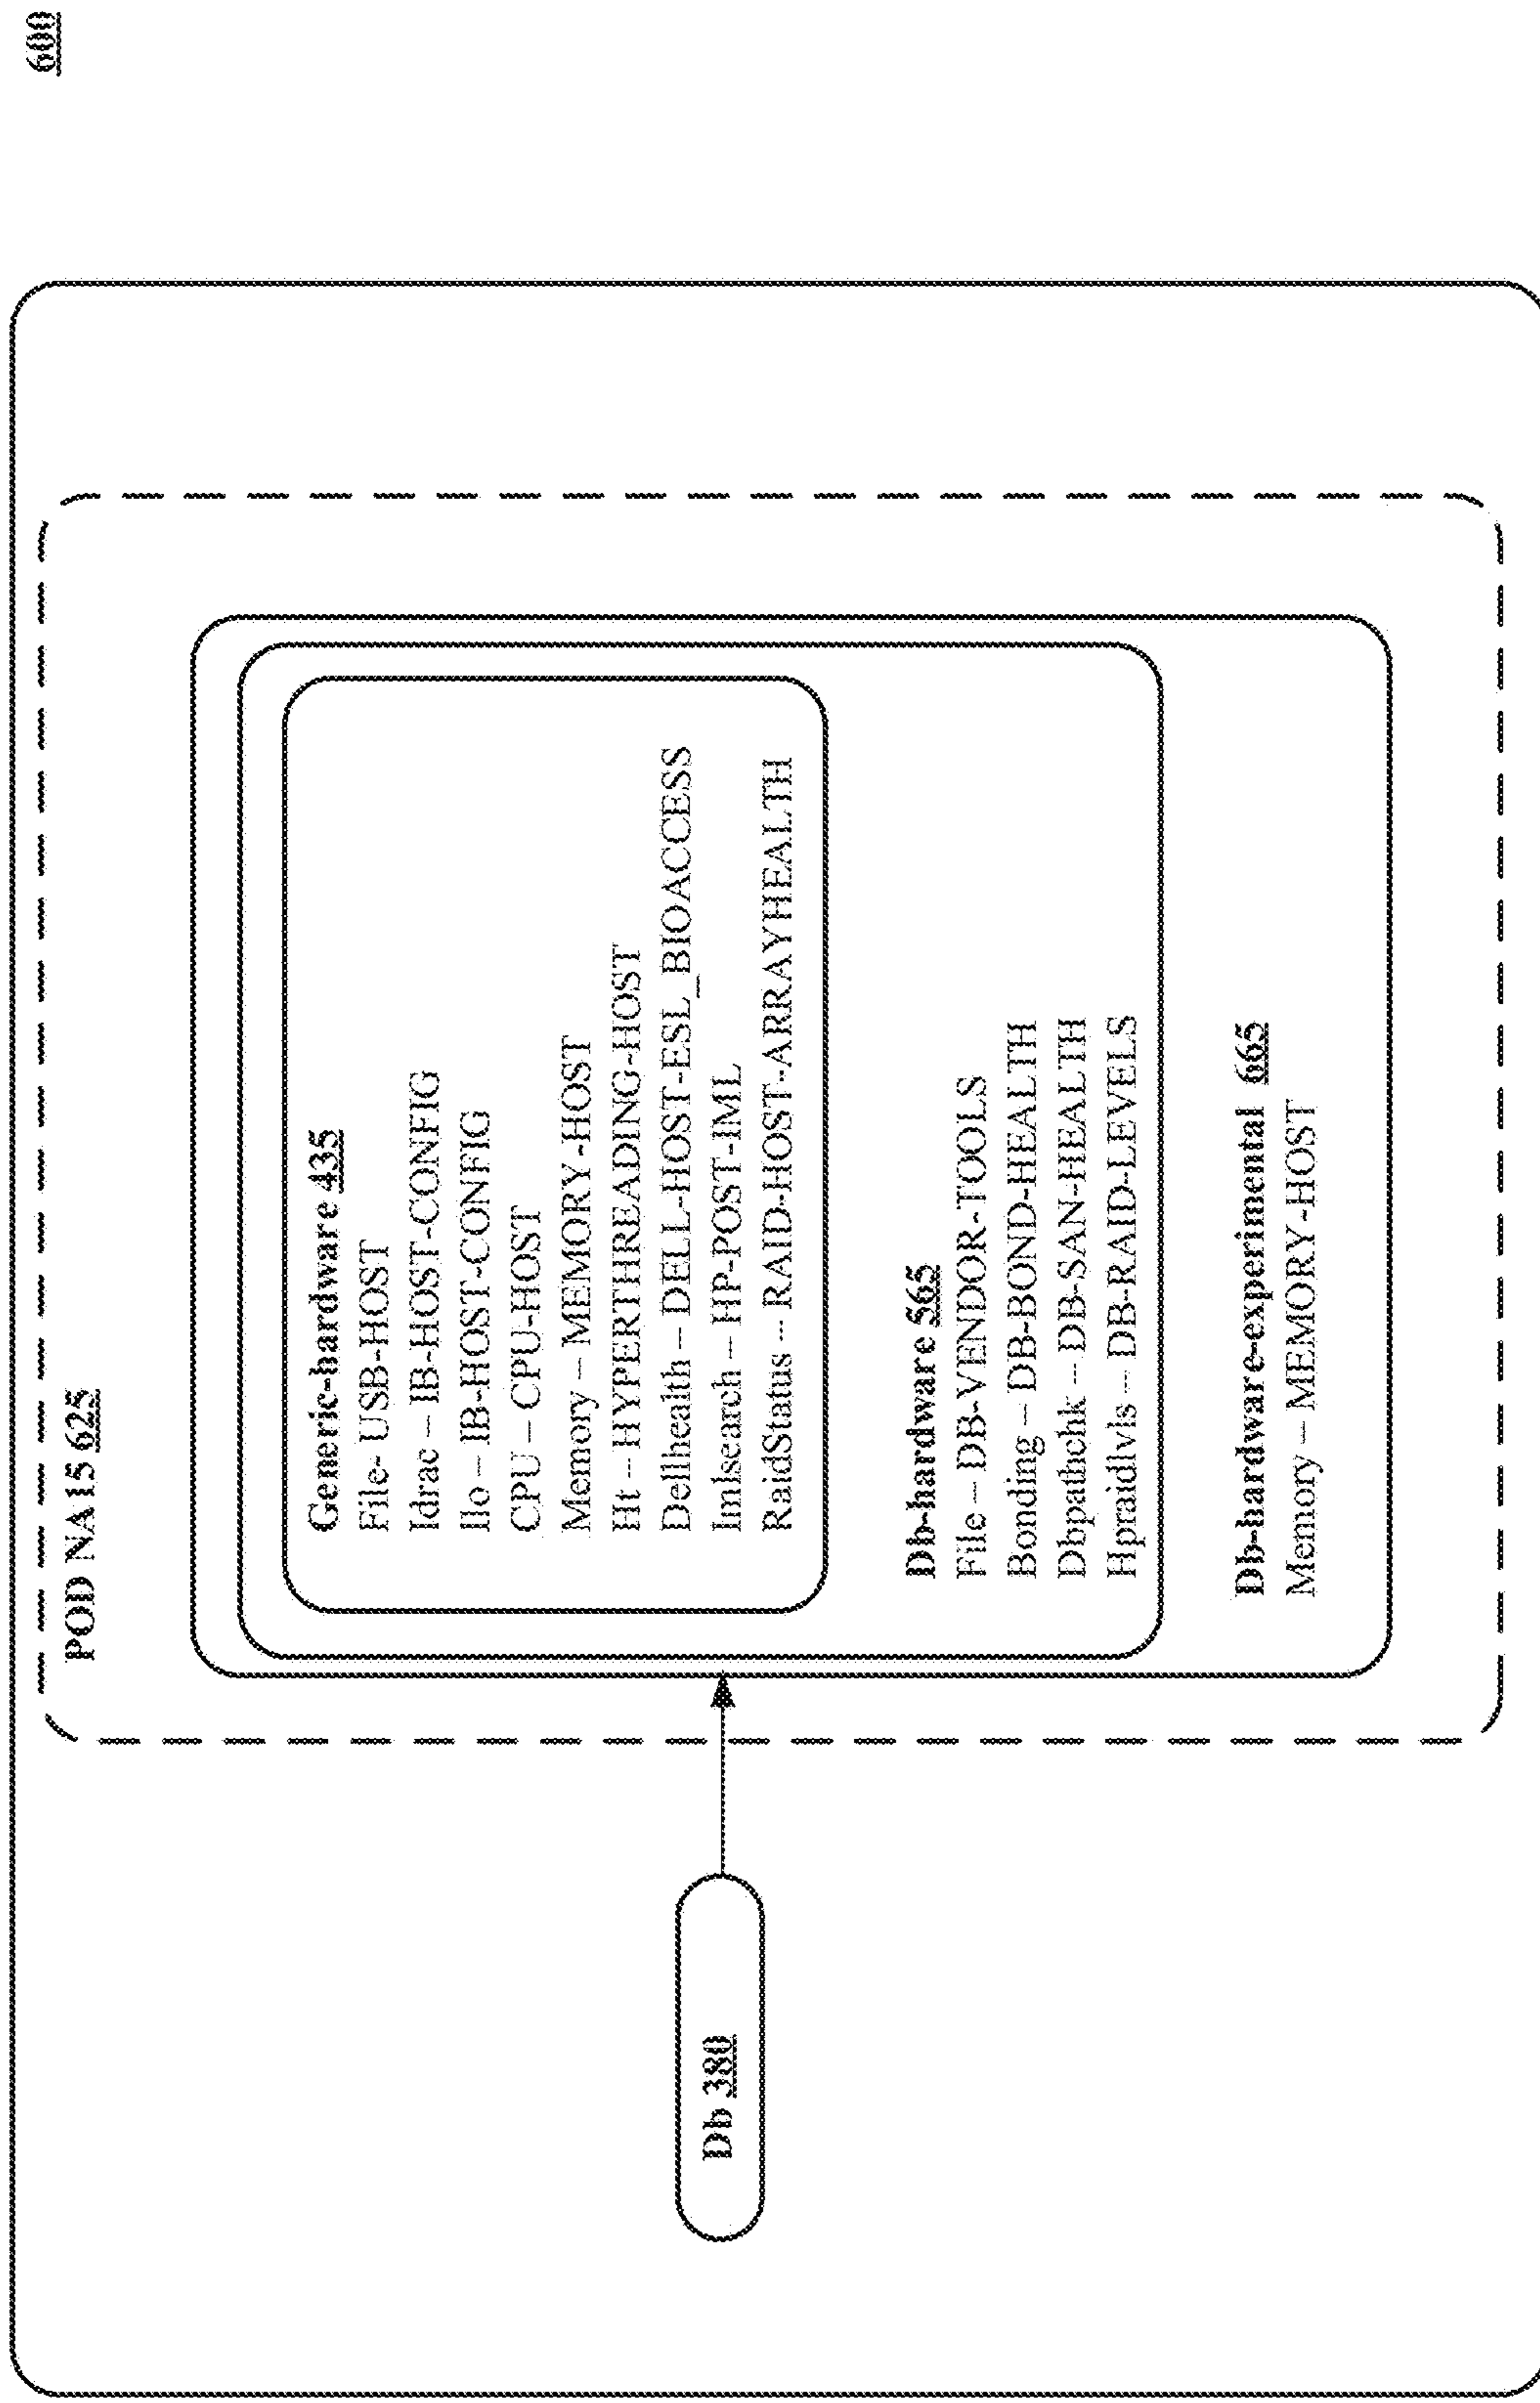 600
POD NA15 625
Generic-hardware 435
File- USB-HOST
Idrac – IB-HOST-CONFIG
Ilo – IB-HOST-CONFIG
CPU – CPU-HOST
Memory – MEMORY-HOST
Ht – HYPERTHREADING-HOST
Dellhealth – DELL-HOST-ESL_BIOACCESS
Imlsearch – HP-POST-IML
RaidStatus – RAID-HOST-ARRAYHEALTH
Db 380
Db-hardware 565
File – DB-VENDOR-TOOLS
Bonding – DB-BOND-HEALTH
Dbpathchk – DB-SAN-HEALTH
Hpraidlvls – DB-RAID-LEVELS
Db-hardware-experimental 665
Memory – MEMORY-HOST